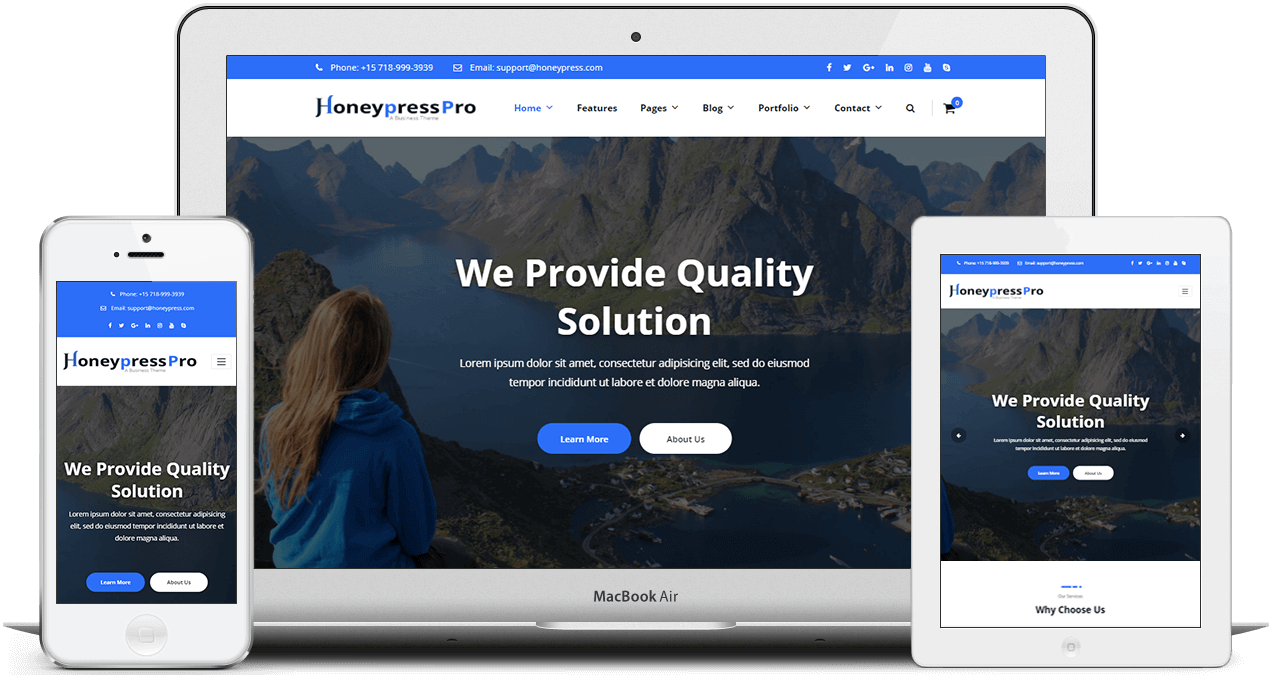 Phone: +15 718-999-3939 Email: support@honeypress.com
HoneypressPro
A Business Theme
Home Features Pages Blog Portfolio Contact 0
We Provide Quality
Solution
Lorem ipsum dolor sit amet, consectetur adipisicing elit, sed do eiusmod
tempor incididunt ut labore et dolore magna aliqua.
Learn More About Us
MacBook Air
Phone: +15 718-999-3939
Email: support@honeypress.com
HoneypressPro
A Business Theme
We Provide Quality
Solution
Lorem ipsum dolor sit amet, consectetur adipisicing
elit, sed do eiusmod tempor incididunt ut labore et
dolore magna aliqua.
Learn More About Us
Phone: +15 718-999-3939 Email: support@honeypress.com
HoneypressPro
A Business Theme
We Provide Quality
Solution
Lorem ipsum dolor sit amet, consectetur adipisicing elit, sed do eiusmod
tempor incididunt ut labore et dolore magna aliqua.
Learn More About Us
Our Services
Why Choose Us